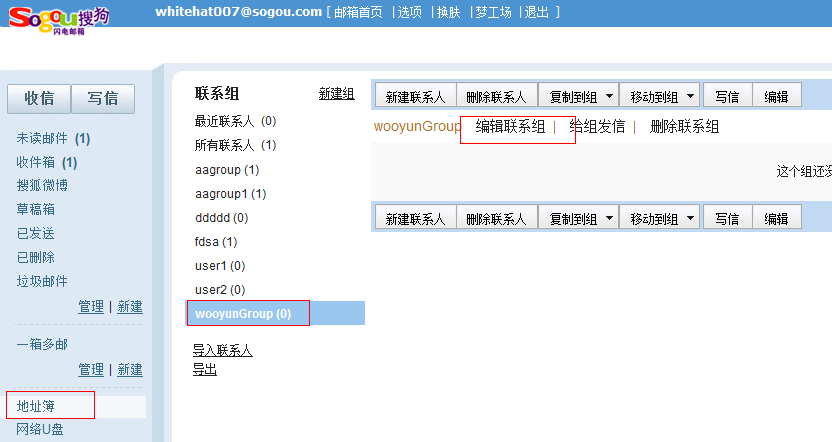 Sogou搜狗
闪电邮箱
whitehat007@sogou.com [ 邮箱首页 | 选项 | 换肤 | 梦工场 | 退出 ]
收信 写信
未读邮件 (1)
收件箱 (1)
搜狐微博
草稿箱
已发送
已删除
垃圾邮件
管理 | 新建
一箱多邮
管理 | 新建
地址簿
网络U盘
联系组 新建组
最近联系人 (0)
所有联系人 (1)
aagroup (1)
aagroup1 (1)
ddddd (0)
fdsa (1)
user1 (0)
user2 (0)
wooyunGroup (0)
导入联系人
导出
新建联系人 删除联系人 复制到组 移动到组 写信 编辑
wooyunGroup 编辑联系组 | 给组发信 | 删除联系组
这个组还没
新建联系人 删除联系人 复制到组 移动到组 写信 编辑